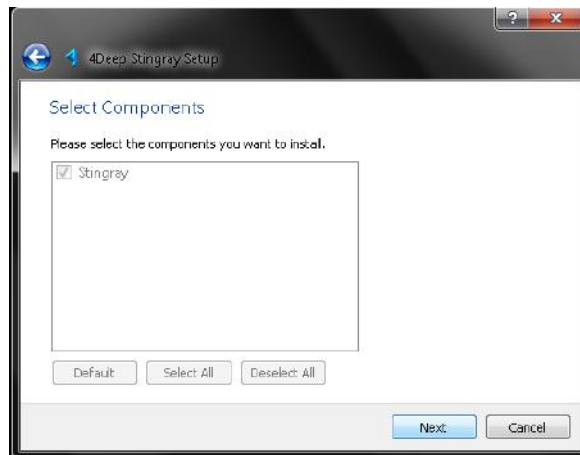 4Deep Stingray Setup
Select Components
Please select the components you want to install.
Stingray
Default Select All Deselect All
Next Cancel